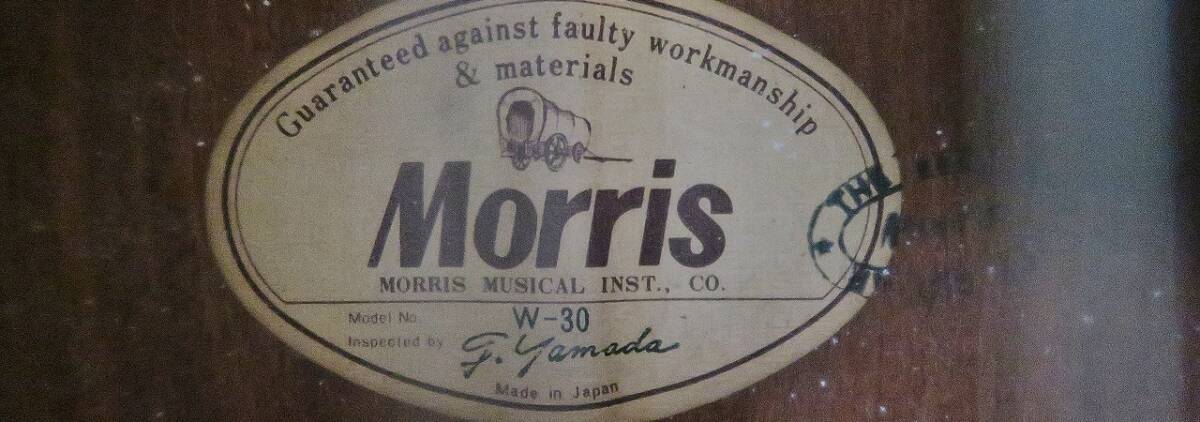 Guaranteed against faulty workmanship
& materials
Morris
MORRIS MUSICAL INST., CO.
Model No. W-30
Inspected by F. Yamada
Made in Japan
THE